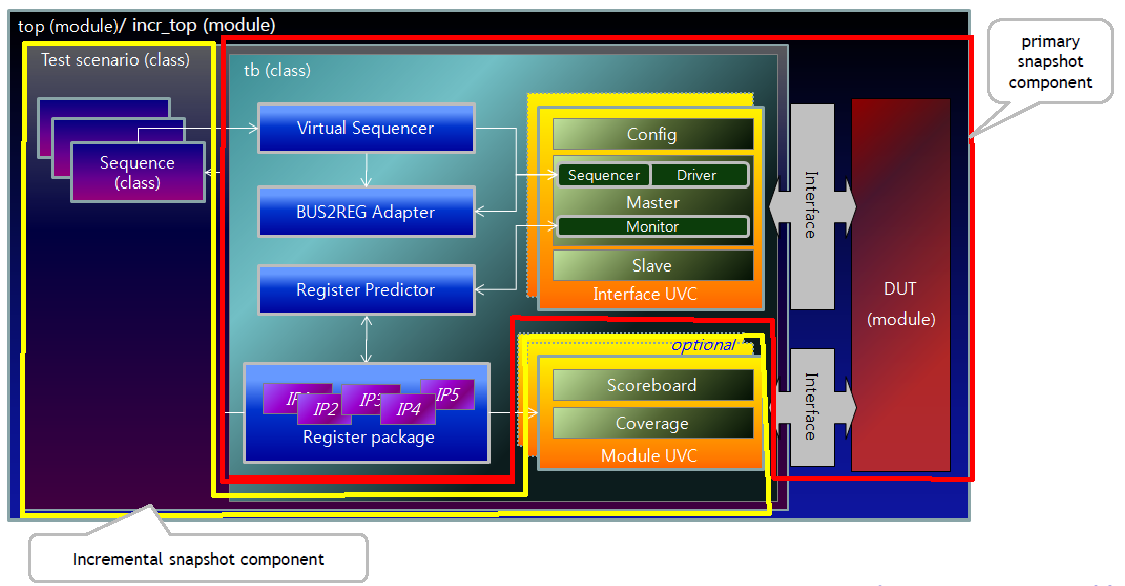 top (module)/ incr_top (module)
primary
snapshot
component
Test scenario (class)
tb (class)
Virtual Sequencer
Config
Sequence
(class)
Sequencer
Driver
BUS2REG Adapter
Master
Interface
Monitor
Register Predictor
Slave
Interface UVC
DUT
(module)
optional
IP2
IP3
IP4
IP5
Register package
Scoreboard
Coverage
Module UVC
Interface
Incremental snapshot component